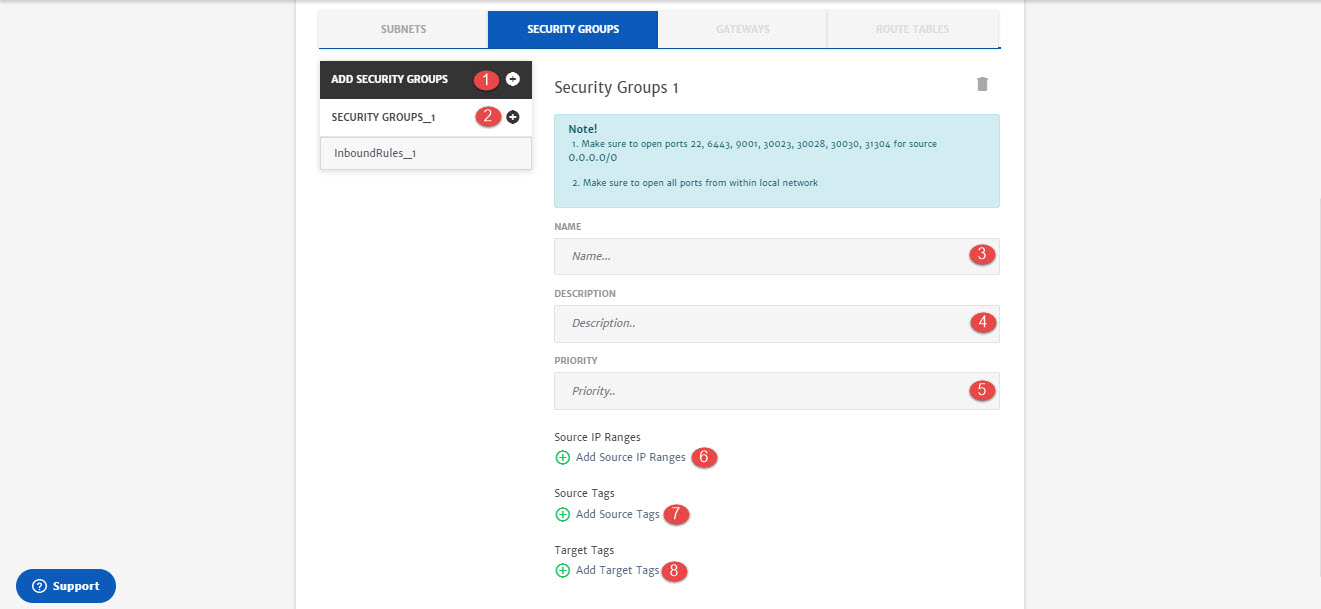 SUBNETS
SECURITY GROUPS
GATEWAYS
ROUTE TABLES
ADD SECURITY GROUPS 1
SECURITY GROUPS_1 2
InboundRules_1
Security Groups 1
Note!
1. Make sure to open ports 22, 6443, 9001, 30023, 30028, 30030, 31304 for source
0.0.0.0/0
2. Make sure to open all ports from within local network
NAME
Name... 3
DESCRIPTION
Description.. 4
PRIORITY
Priority.. 5
Source IP Ranges
Add Source IP Ranges 6
Source Tags
Add Source Tags 7
Target Tags
Add Target Tags 8
Support